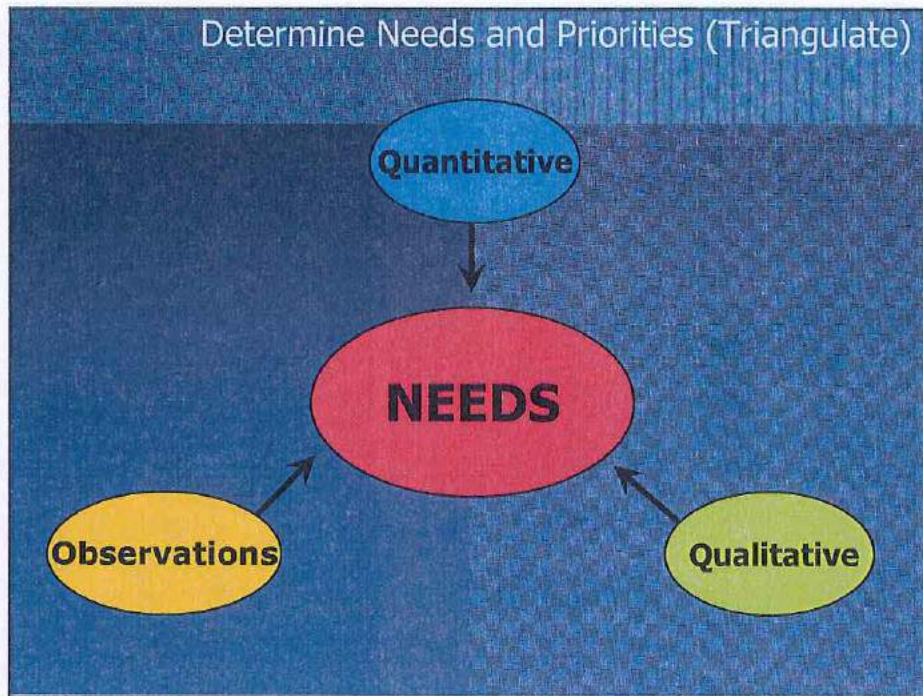 Determine Needs and Priorities (Triangulate)
Quantitative
NEEDS
Observations
Qualitative